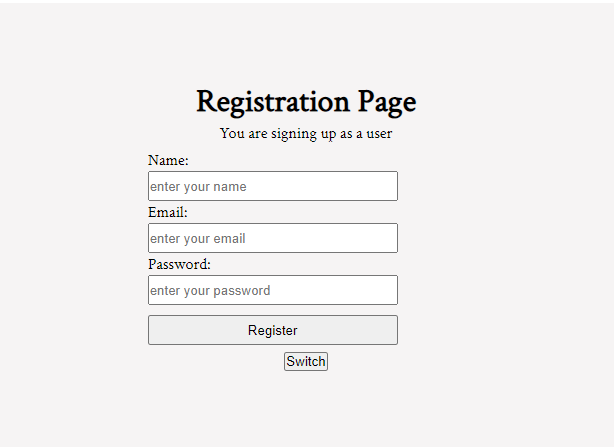 Registration Page
You are signing up as a user
Name:
enter your name
Email:
enter your email
Password:
enter your password
Register
Switch